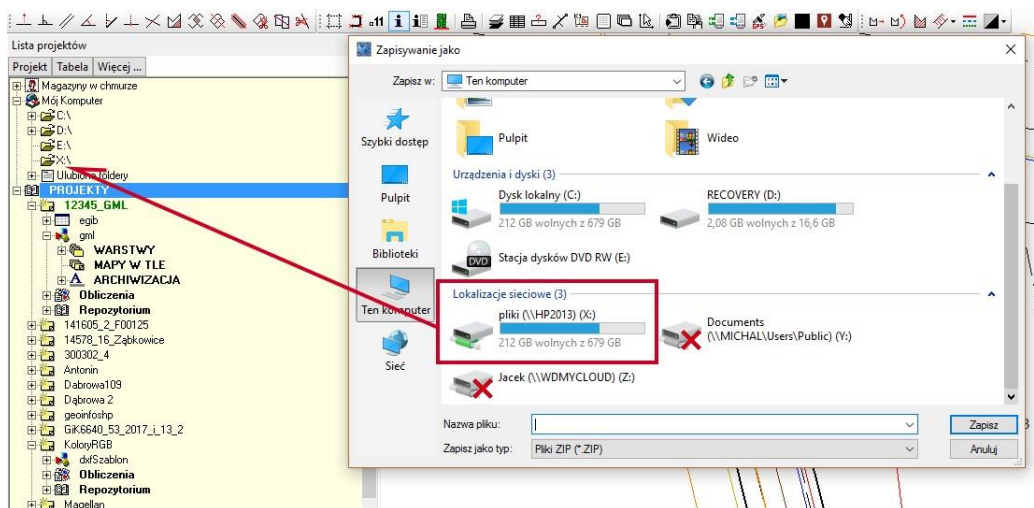 Lista projektów
Projekt Tabela Więcej ...
Magazyny w chmurze
Mój Komputer
C:\
D:\
E:\
X:\
Ulubione foldery
PROJEKTY
12345_GML
egib
gml
WARSTWY
MAPY W TLE
ARCHIWIZACJA
Obliczenia
Repozytorium
141605_2_F00125
14578_16_Ząbkowice
300302_4
Antonin
Dabrowa109
Dąbrowa 2
geoinfoshp
GiK6640_53_2017_i_13_2
KoloryRGB
dxfSzablon
Obliczenia
Repozytorium
Magellan
Zapisywanie jako
Zapisz w: Ten komputer
Szybki dostęp
Pulpit
Biblioteki
Ten komputer
Sieć
Pulpit
Wideo
Urządzenia i dyski (3)
Dysk lokalny (C:)
212 GB wolnych z 679 GB
RECOVERY (D:)
2,08 GB wolnych z 16,6 GB
DVD
Stacja dysków DVD RW (E:)
Lokalizacje sieciowe (3)
pliki (\\HP2013) (X:)
212 GB wolnych z 679 GB
Documents
(\\MICHAL\Users\Public) (Y:)
Jacek (\\WDMYCLOUD) (Z:)
Nazwa pliku:
Zapisz
Zapisz jako typ: Pliki ZIP (*.ZIP)
Anuluj